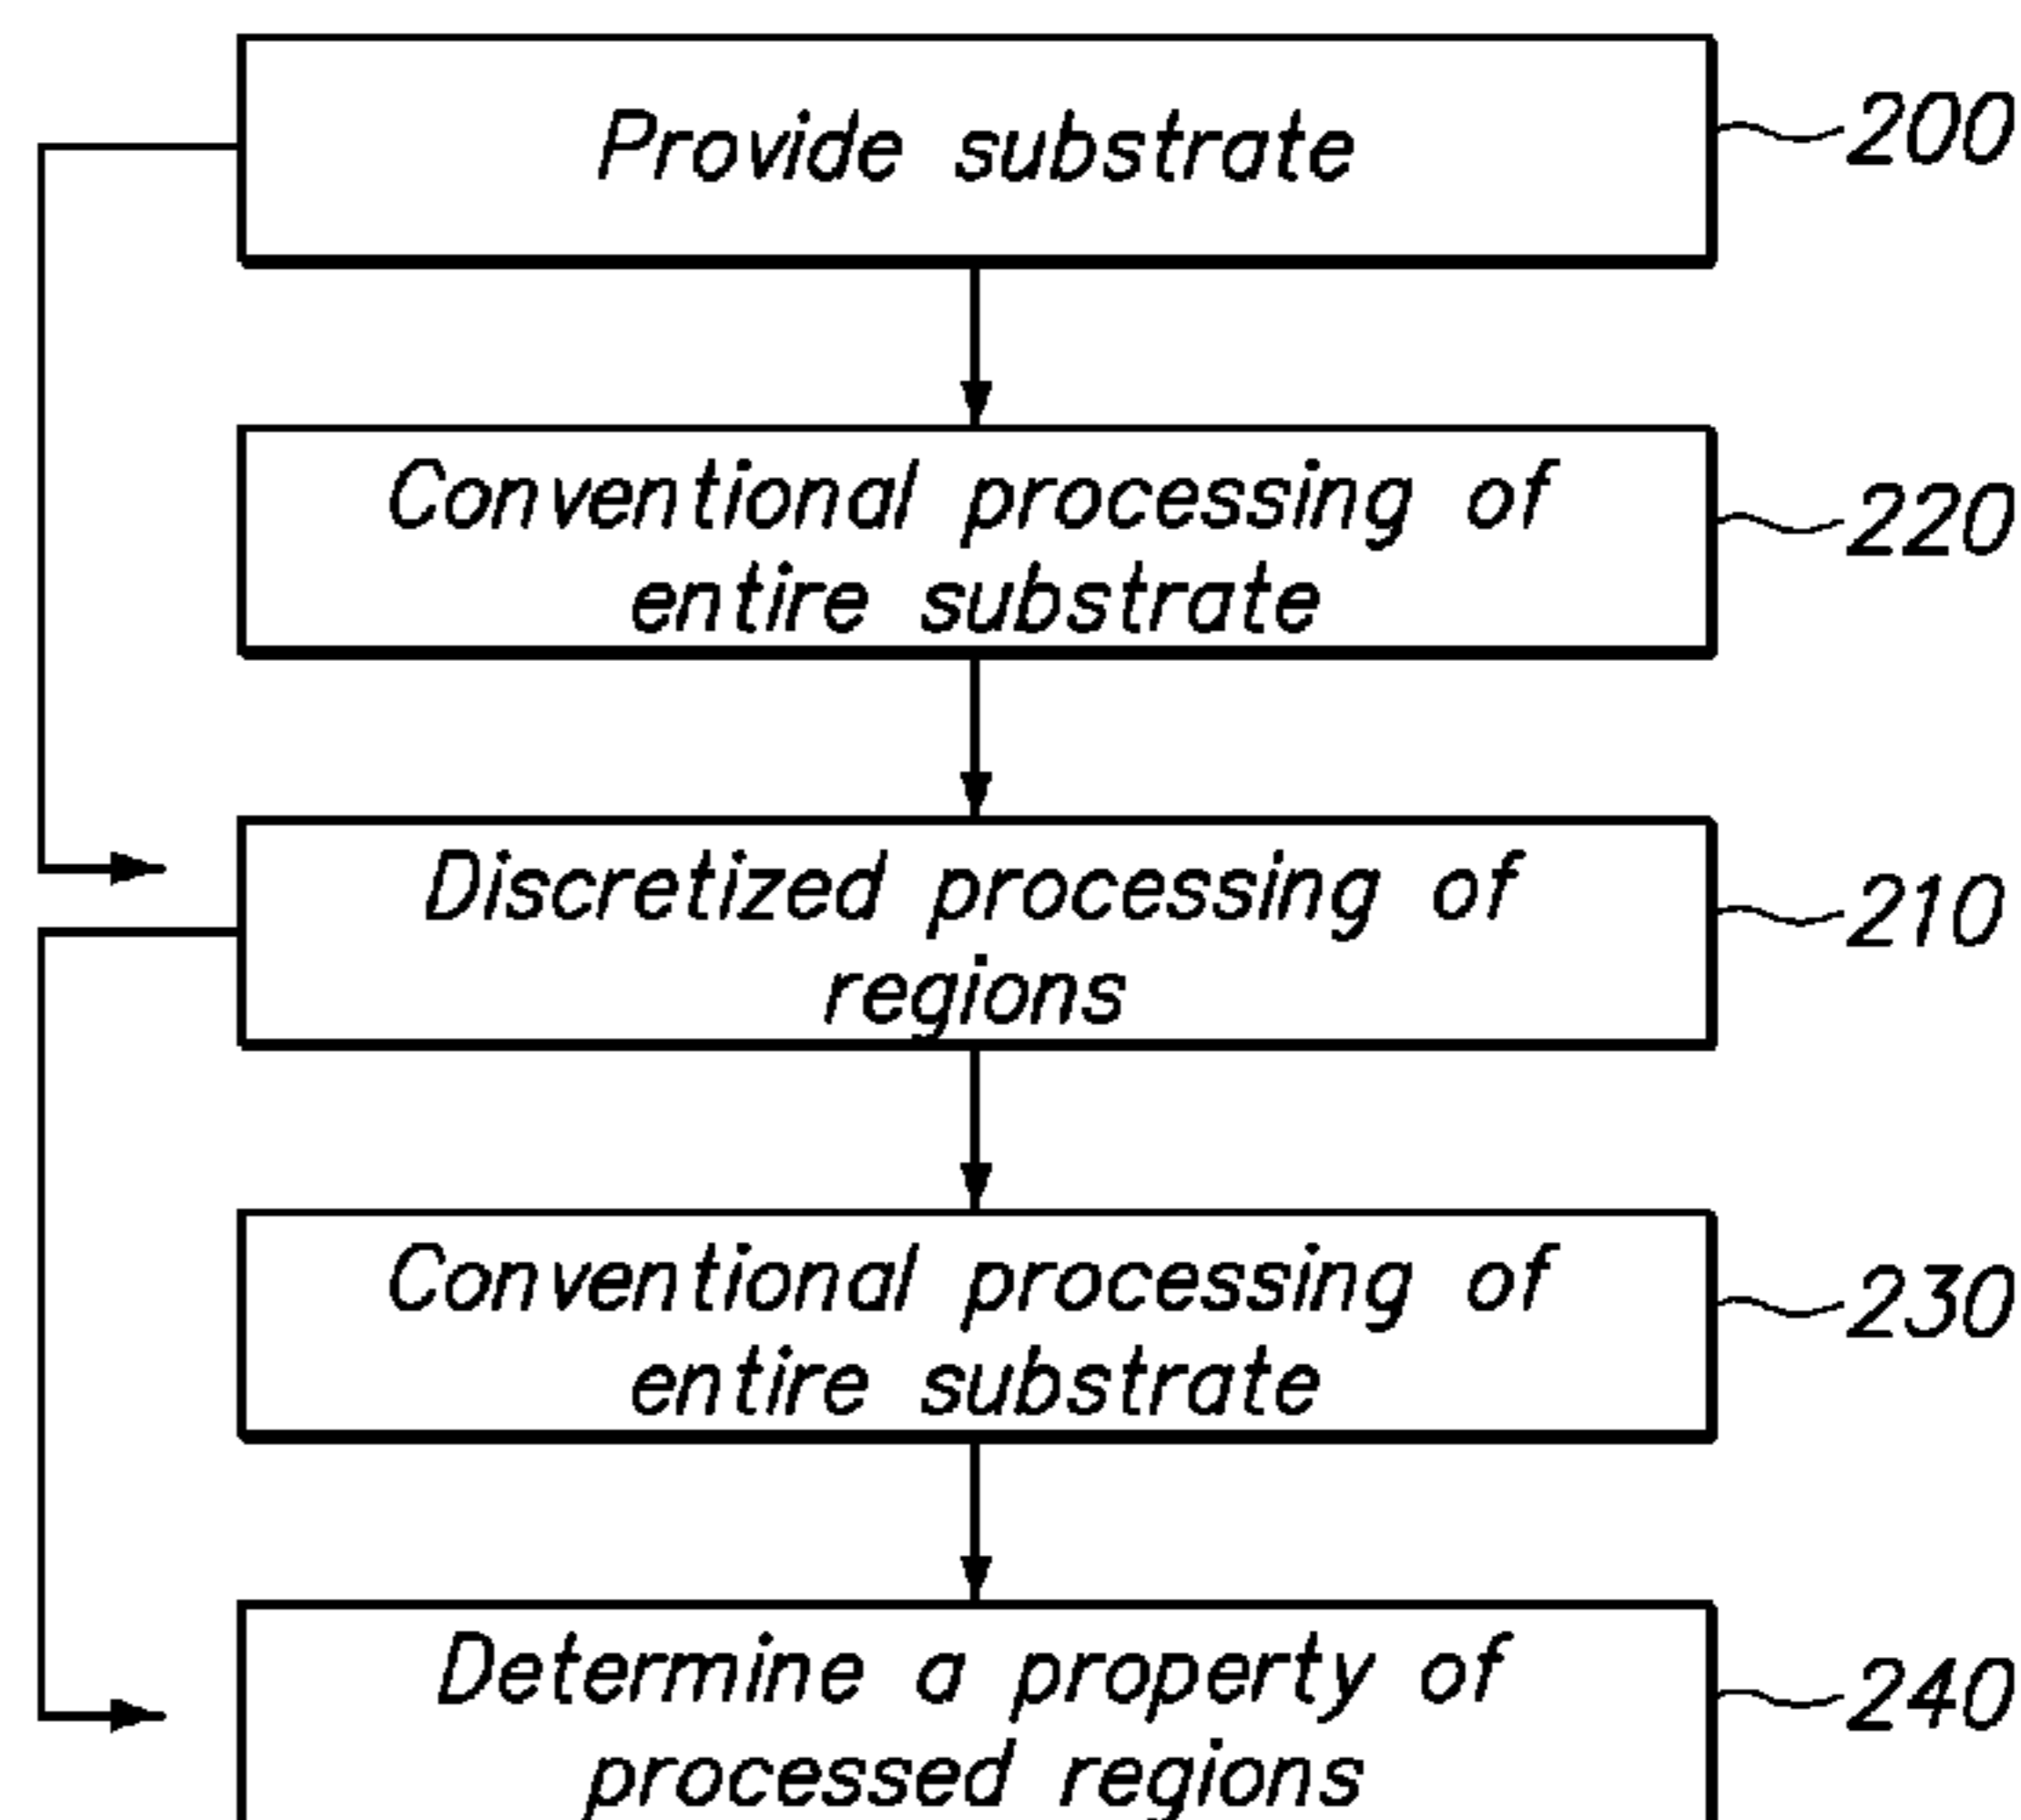 Provide substrate
200
Conventional processing of
entire substrate
220
Discretized processing of
regions
210
Conventional processing of
entire substrate
230
Determine a property of
processed regions
240